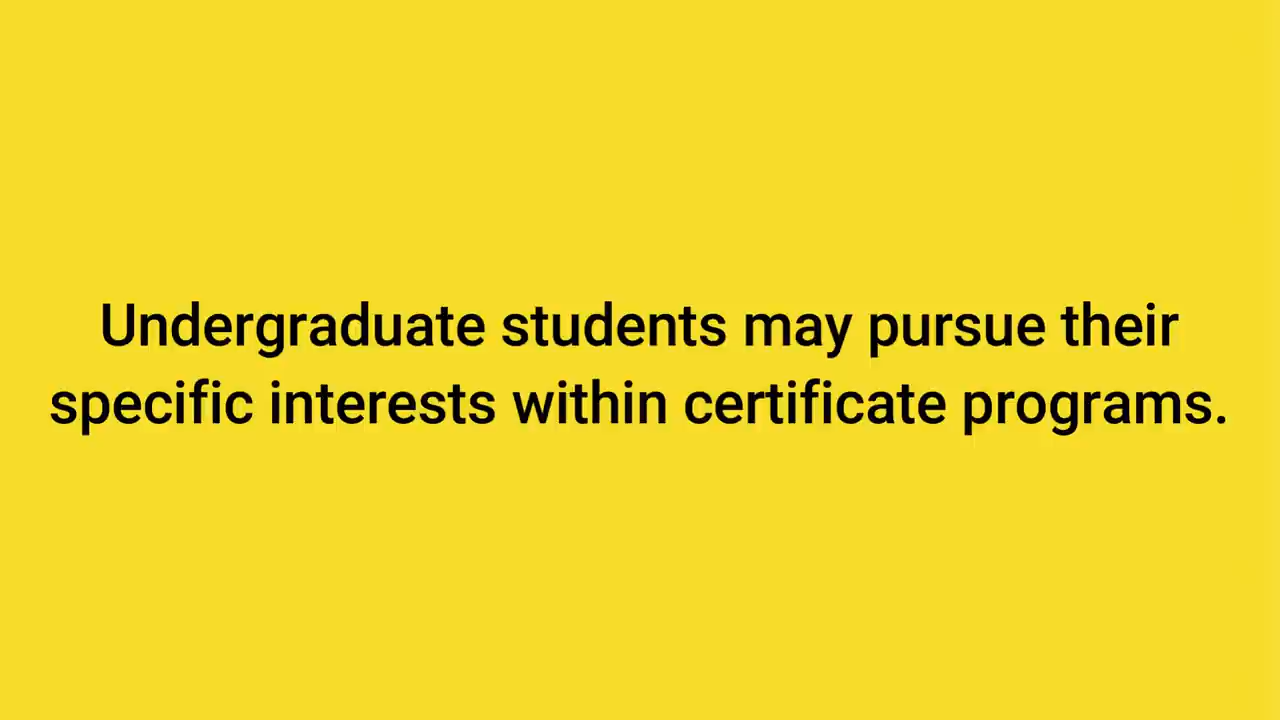 Undergraduate students may pursue their
specific interests within certificate programs.